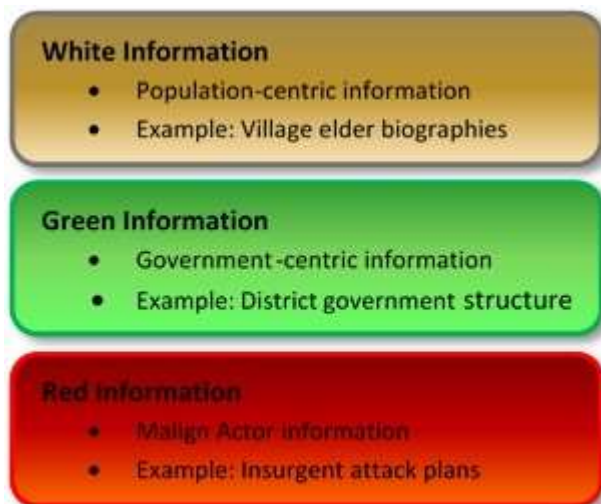 White Information
• Population-centric information
• Example: Village elder biographies
Green Information
• Government-centric information
• Example: District government structure
Red Information
• Malign Actor information
• Example: Insurgent attack plans